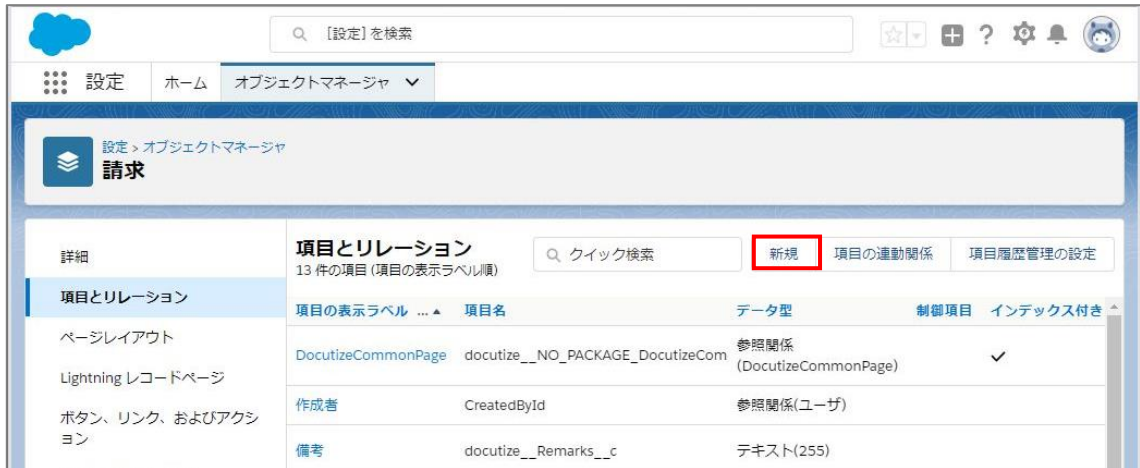 [設定] を検索
設定 ホーム オブジェクトマネージャ
設定 > オブジェクトマネージャ
請求
詳細
項目とリレーション
ページレイアウト
Lightning レコードページ
ボタン、リンク、およびアクシ
ョン
項目とリレーション
13 件の項目 (項目の表示ラベル順)
クイック検索
新規 項目の連動関係 項目履歴管理の設定
項目の表示ラベル ... 項目名 データ型 制御項目 インデックス付き
DocutizeCommonPage docutize__NO_PACKAGE_DocutizeCom 参照関係
(DocutizeCommonPage)
作成者 CreatedById 参照関係(ユーザ)
備考 docutize__Remarks__c テキスト(255)